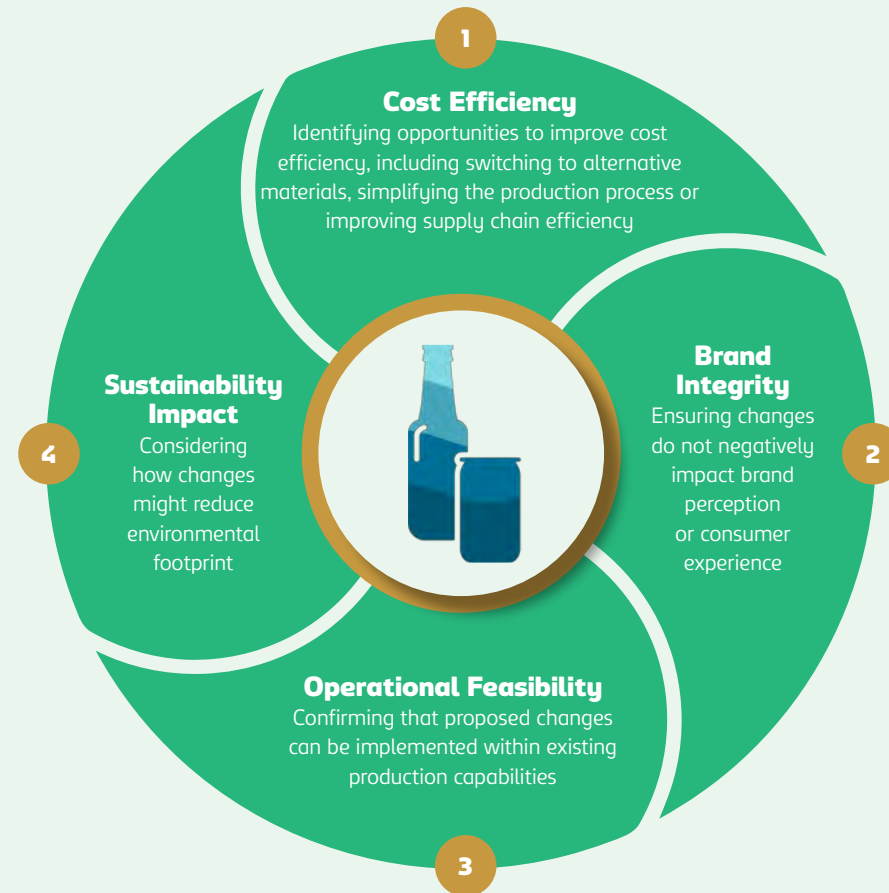 1
Cost Efficiency
Identifying opportunities to improve cost
efficiency, including switching to alternative
materials, simplifying the production process or
improving supply chain efficiency
2
Brand
Integrity
Ensuring changes
do not negatively
impact brand
perception
or consumer
experience
3
Operational Feasibility
Confirming that proposed changes
can be implemented within existing
production capabilities
4
Sustainability
Impact
Considering
how changes
might reduce
environmental
footprint